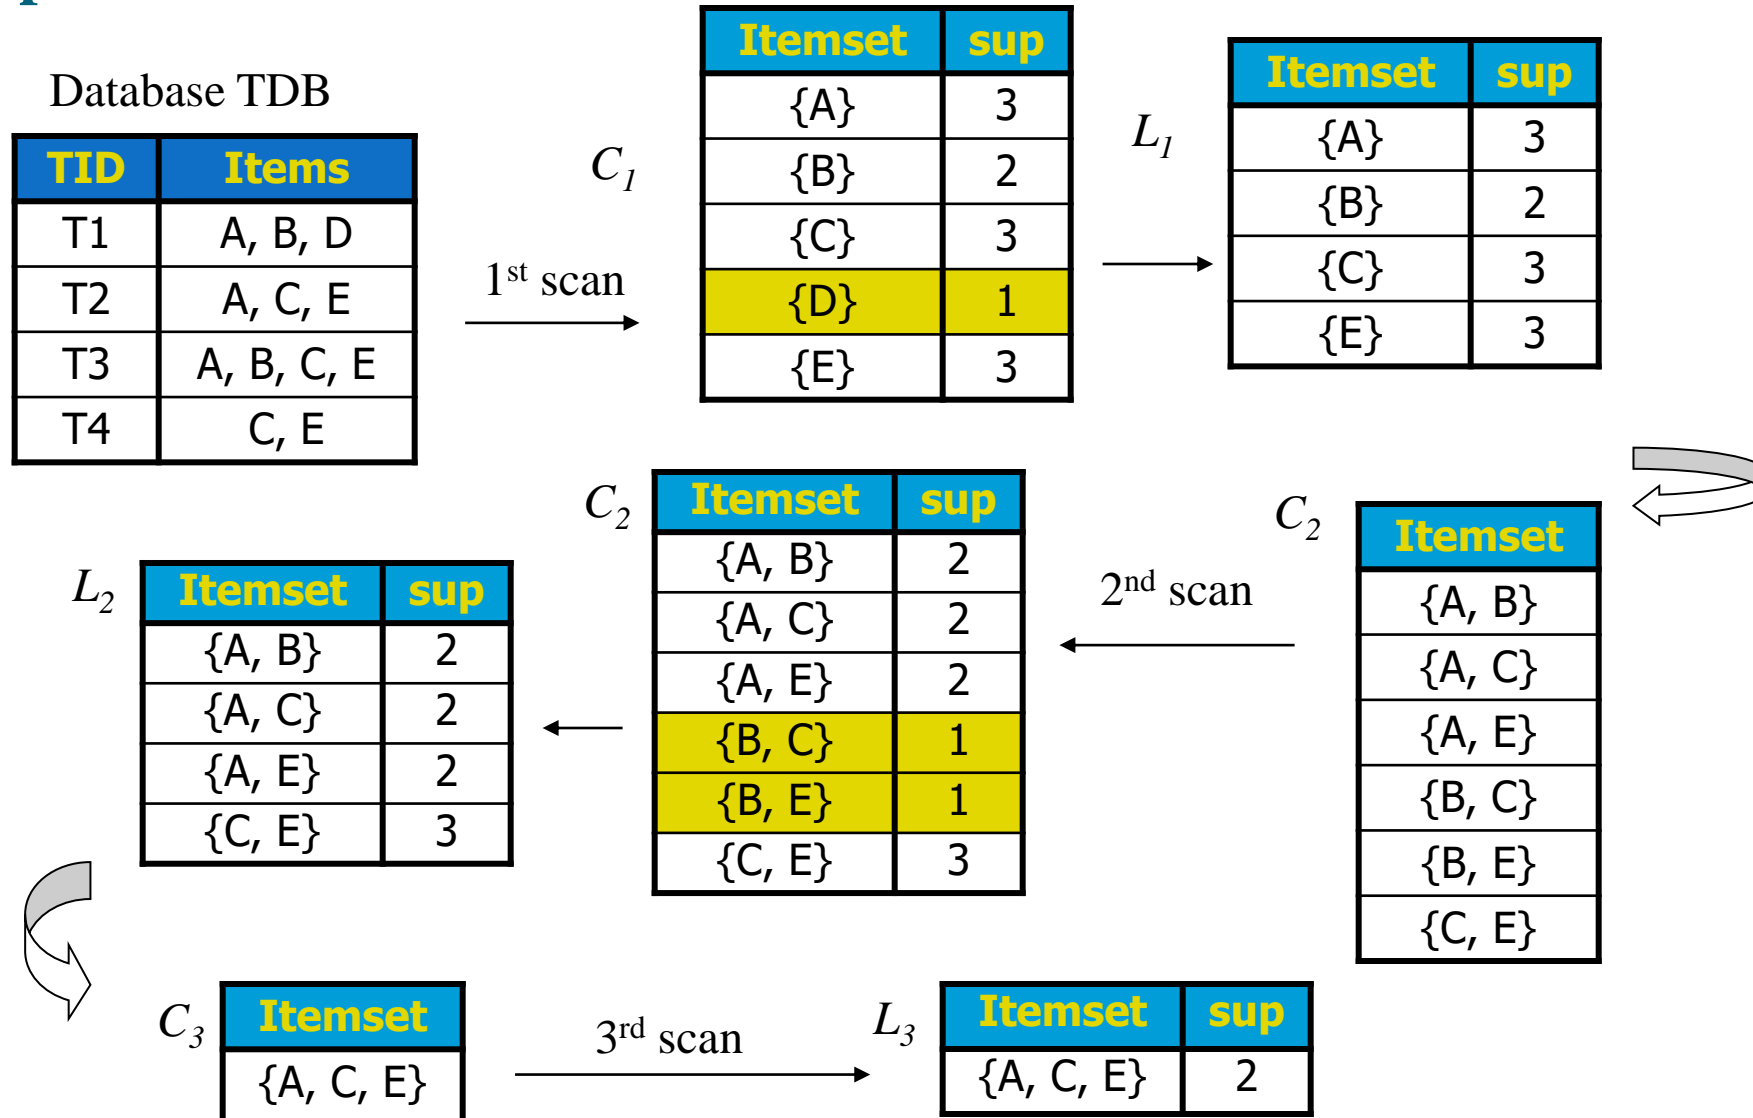 Database TDB
TID Items
T1 A, B, D
T2 A, C, E
T3 A, B, C, E
T4 C, E
1st scan
C1
Itemset sup
{A} 3
{B} 2
{C} 3
{D} 1
{E} 3
L1
Itemset sup
{A} 3
{B} 2
{C} 3
{E} 3
C2
Itemset
{A, B}
{A, C}
{A, E}
{B, C}
{B, E}
{C, E}
2nd scan
C2
Itemset sup
{A, B} 2
{A, C} 2
{A, E} 2
{B, C} 1
{B, E} 1
{C, E} 3
L2
Itemset sup
{A, B} 2
{A, C} 2
{A, E} 2
{C, E} 3
C3
Itemset
{A, C, E}
3rd scan
L3
Itemset sup
{A, C, E} 2